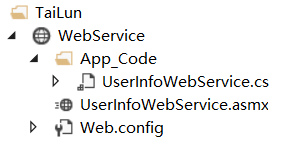 TaiLun
WebService
App_Code
UserInfoWebService.cs
UserInfoWebService.asmx
Web.config